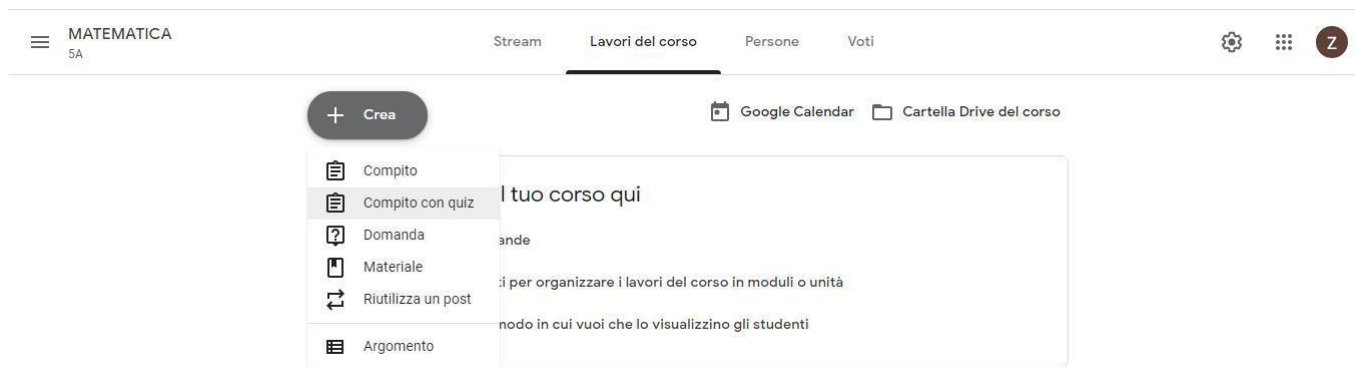 MATEMATICA
5A
Stream Lavori del corso Persone Voti
Z
Crea
Google Calendar Cartella Drive del corso
Compito
Compito con quiz
Domanda
Materiale
Riutilizza un post
Argomento
l tuo corso qui
ande
ti per organizzare i lavori del corso in moduli o unità
modo in cui vuoi che lo visualizzino gli studenti